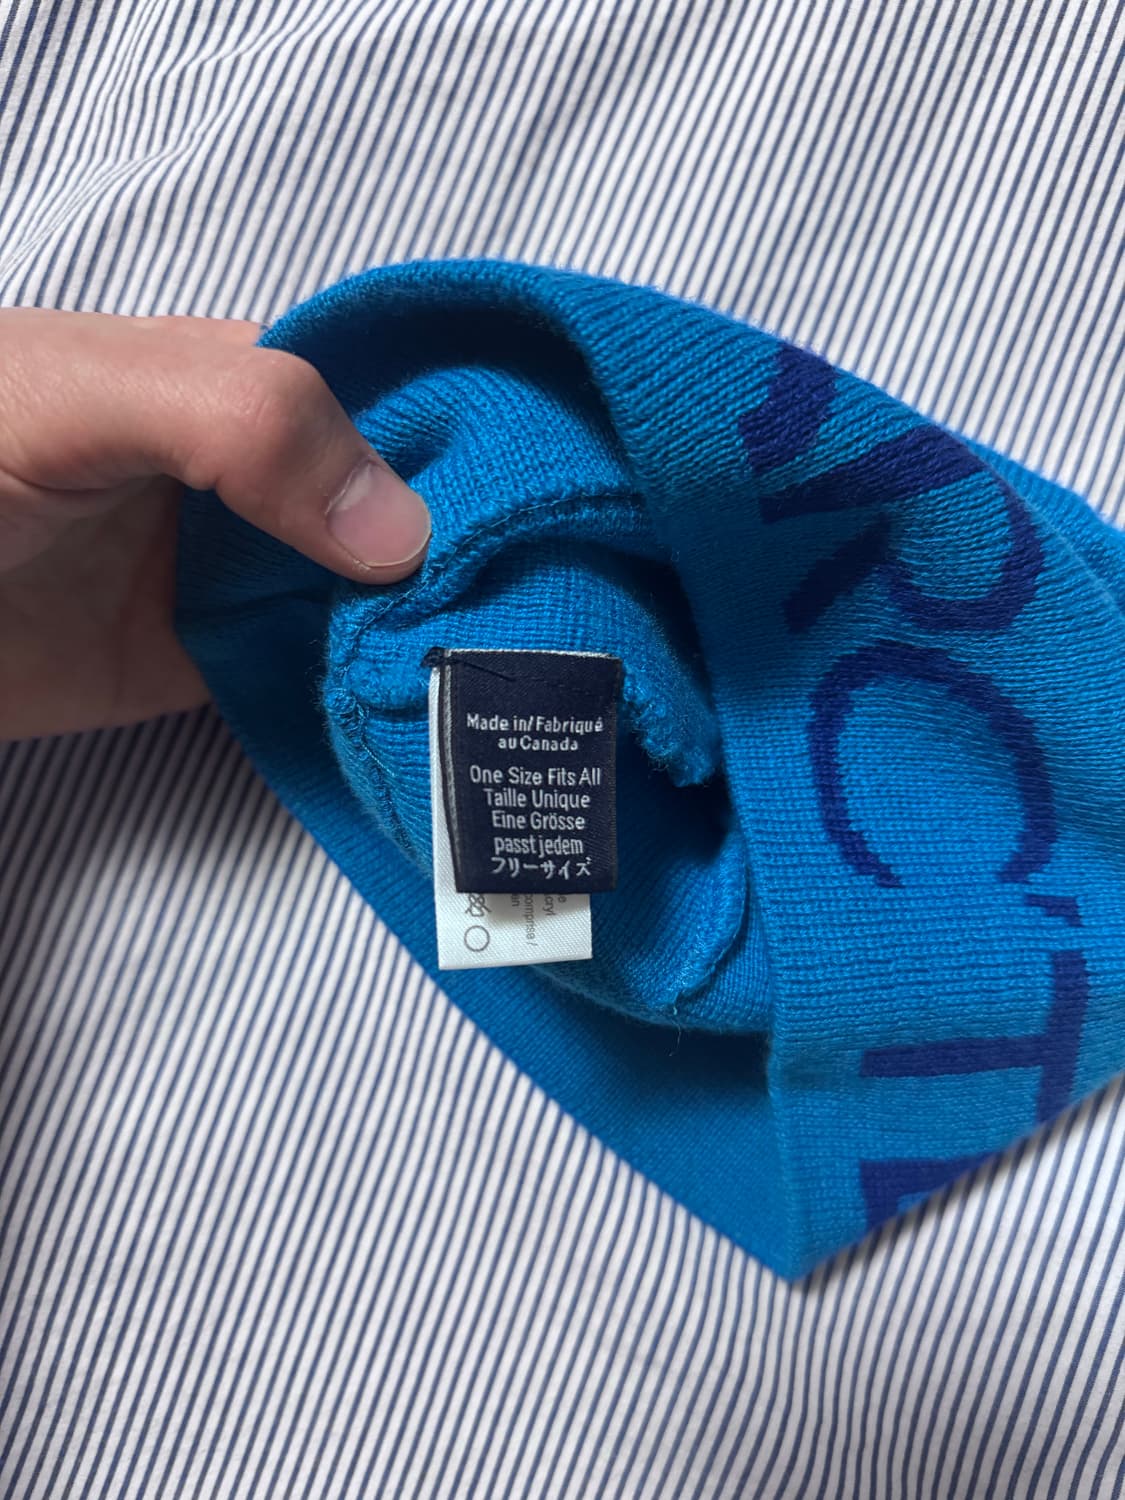 Made in/Fabriqué
au Canada
One Size Fits All
Taille Unique
Eine Grösse
passt jedem
フリーサイズ
RCT